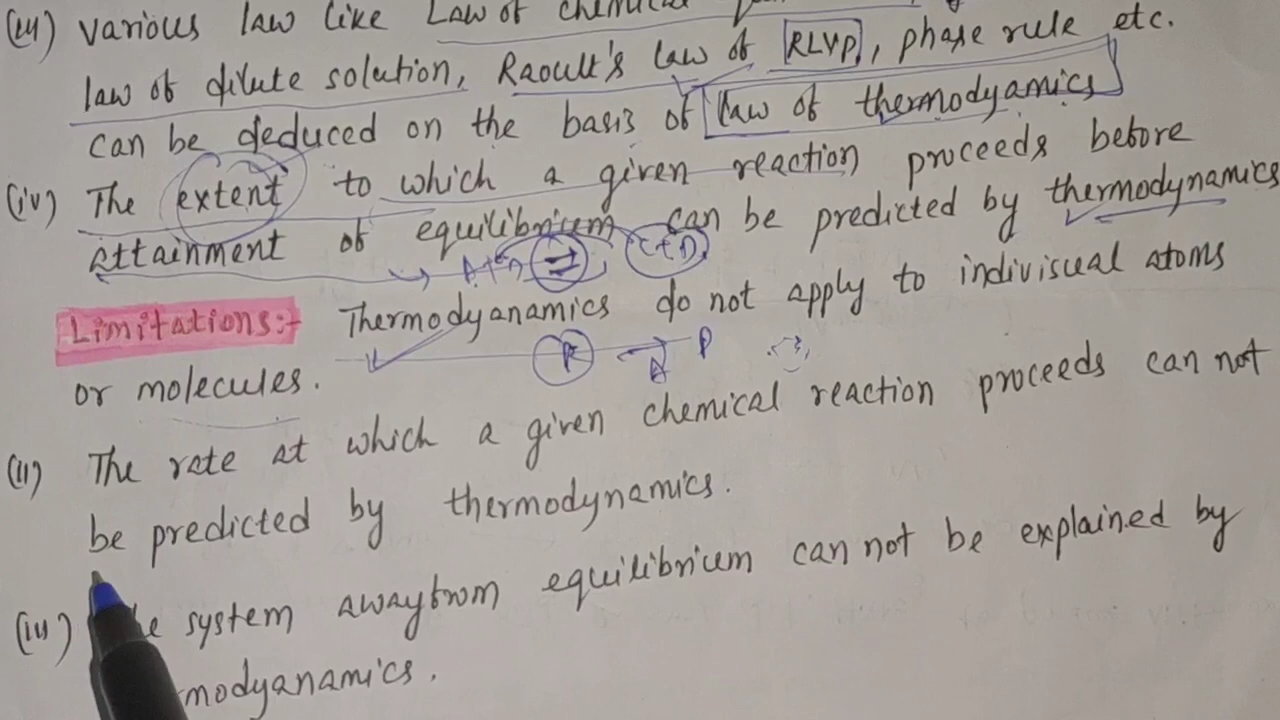 (iii) various law like Law of chemical
law of dilute solution, Raoult's law of RLVP, phase rule etc.
can be deduced on the basis of law of thermodyamics
(iv) The extent to which a given reaction proceeds before
attainment of equilibrium can be predicted by thermodynamics
A+B ⇌ C+D
Limitations:- Thermodyanamics do not apply to indiviscual atoms
R → P
or molecules.
(ii) The rate at which a given chemical reaction proceeds can not
be predicted by thermodynamics.
(iii) system away from equilibrium can not be explained by
modyanamics.